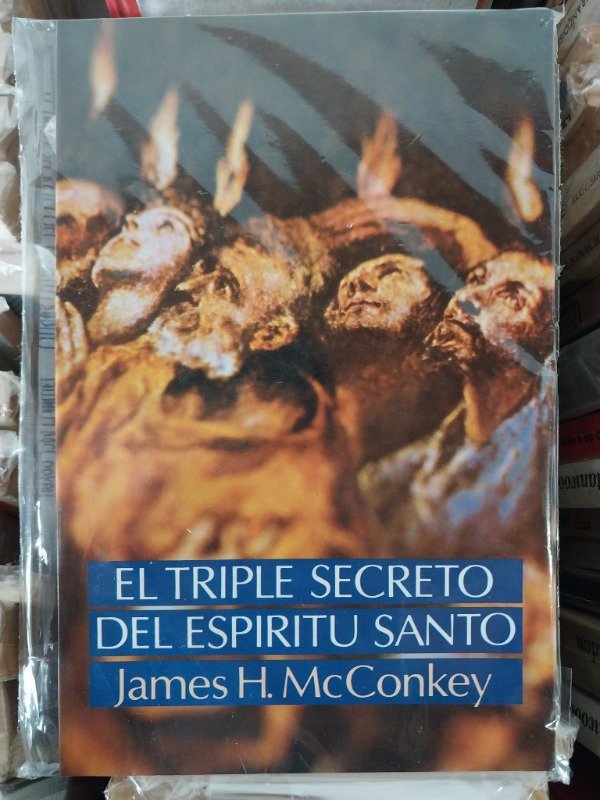 EL TRIPLE SECRETO
DEL ESPIRITU SANTO
James H. McConkey